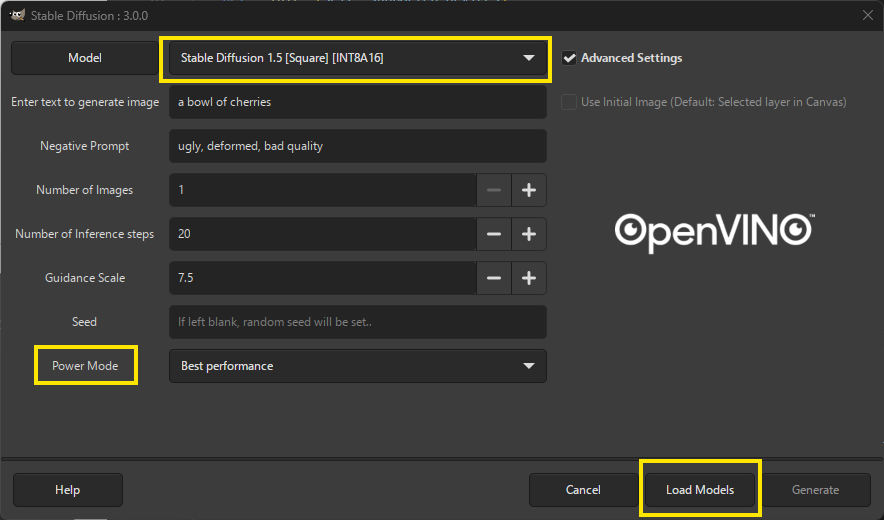 Stable Diffusion : 3.0.0
Model
Stable Diffusion 1.5 [Square] [INT8A16]
Advanced Settings
Enter text to generate image
a bowl of cherries
Use Initial Image (Default: Selected layer in Canvas)
Negative Prompt
ugly, deformed, bad quality
Number of Images
1
Number of Inference steps
20
OpenVINO™
Guidance Scale
7.5
Seed
If left blank, random seed will be set..
Power Mode
Best performance
Help
Cancel
Load Models
Generate